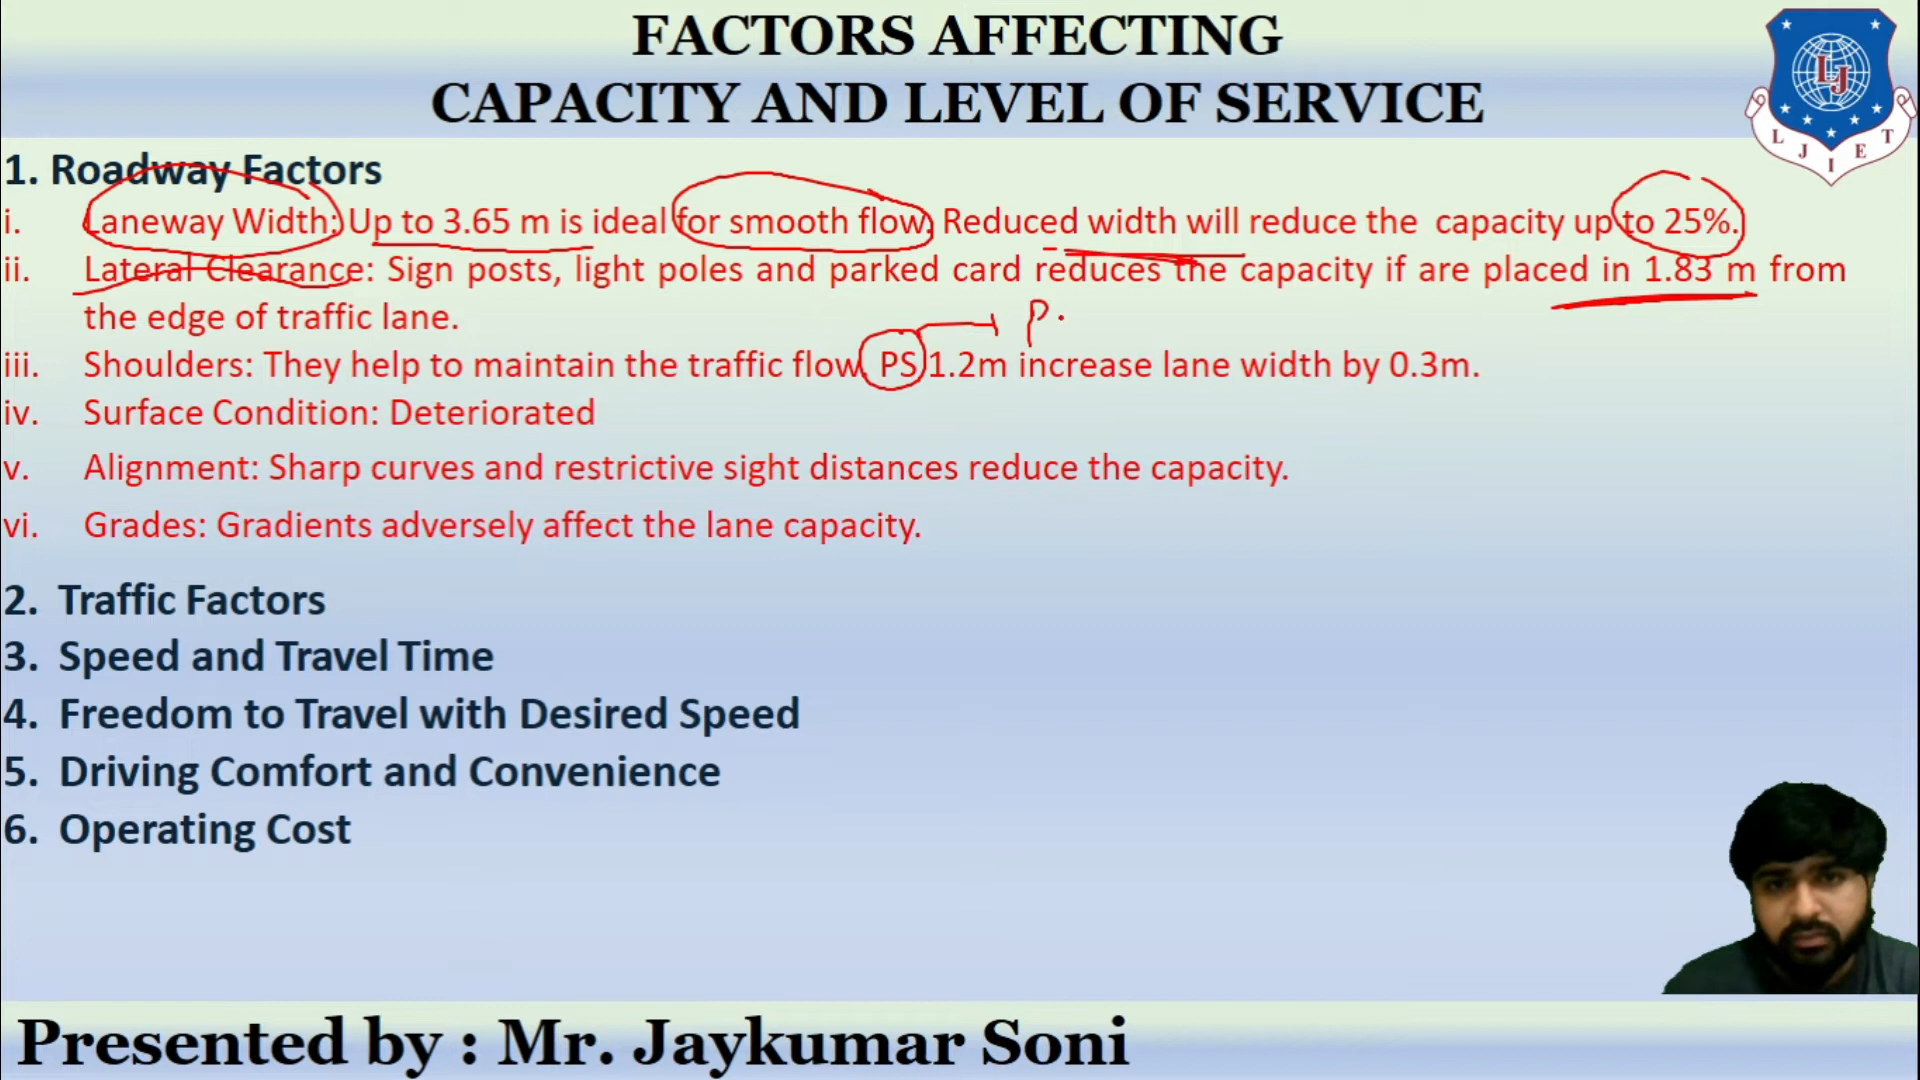 FACTORS AFFECTING
CAPACITY AND LEVEL OF SERVICE
L J I E T
LJ
1. Roadway Factors
i. Laneway Width: Up to 3.65 m is ideal for smooth flow. Reduced width will reduce the capacity up to 25%.
ii. Lateral Clearance: Sign posts, light poles and parked card reduces the capacity if are placed in 1.83 m from
the edge of traffic lane.
P.
iii. Shoulders: They help to maintain the traffic flow. PS 1.2m increase lane width by 0.3m.
iv. Surface Condition: Deteriorated
v. Alignment: Sharp curves and restrictive sight distances reduce the capacity.
vi. Grades: Gradients adversely affect the lane capacity.
2. Traffic Factors
3. Speed and Travel Time
4. Freedom to Travel with Desired Speed
5. Driving Comfort and Convenience
6. Operating Cost
Presented by : Mr. Jaykumar Soni